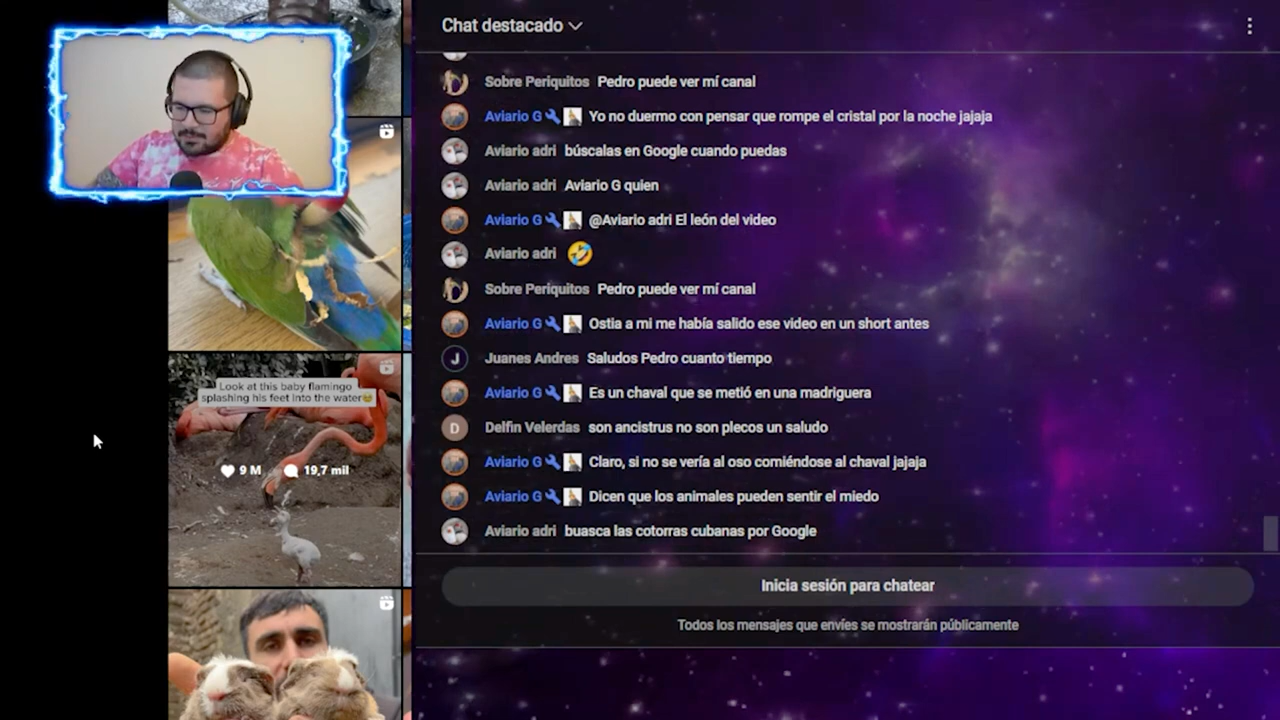 Chat destacado
Sobre Periquitos Pedro puede ver mí canal
Aviario G Yo no duermo con pensar que rompe el cristal por la noche jajaja
Aviario adri búscalas en Google cuando puedas
Aviario adri Aviario G quien
Aviario G @Aviario adri El león del video
Aviario adri 🤣
Sobre Periquitos Pedro puede ver mí canal
Aviario G Ostia a mi me había salido ese video en un short antes
J Juanes Andres Saludos Pedro cuanto tiempo
Aviario G Es un chaval que se metió en una madriguera
D Delfin Velerdas son ancistrus no son plecos un saludo
Aviario G Claro, si no se vería al oso comiéndose al chaval jajaja
Aviario G Dicen que los animales pueden sentir el miedo
Aviario adri buasca las cotorras cubanas por Google
Inicia sesión para chatear
Todos los mensajes que envíes se mostrarán públicamente
Look at this baby flamingo
splashing his feet into the water🥹
9 M 19,7 mil